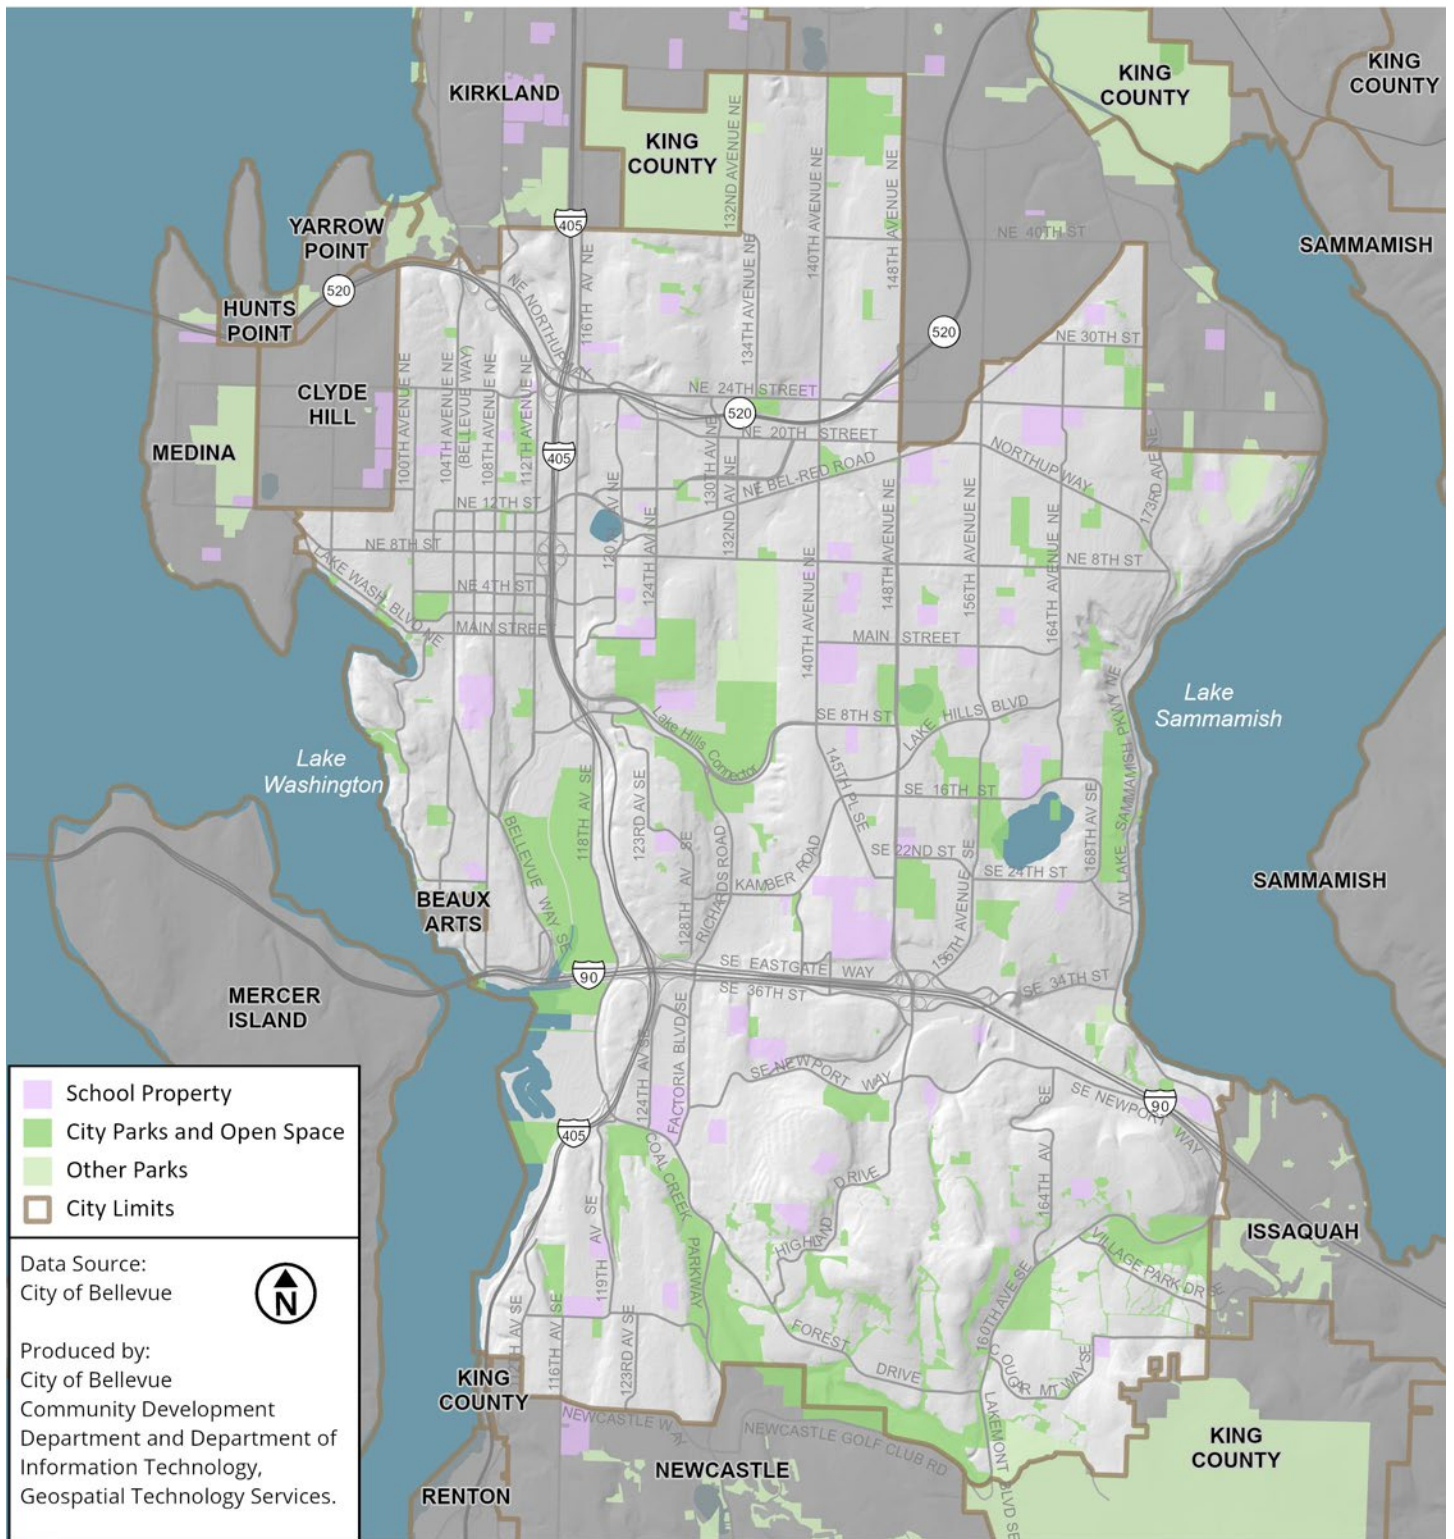 KIRKLAND
KING
COUNTY
KING
COUNTY
KING
COUNTY
132ND AVENUE NE
140TH AVENUE NE
148TH AVENUE NE
405
YARROW
POINT
NE 40TH ST
SAMMAMISH
520
HUNTS
POINT
NE NORTHUP WAY
116TH AV NE
134TH AVENUE NE
520
NE 30TH ST
CLYDE
HILL
100TH AVENUE NE
104TH AVENUE NE
(BELLEVUE WAY)
108TH AVENUE NE
112TH AVENUE NE
NE 24TH STREET
520
MEDINA
405
NE 20TH STREET
130TH AV NE
132ND AV NE
NE BEL-RED ROAD
NORTHUP WAY
173RD AVE NE
NE 12TH ST
120TH AV NE
124TH AV NE
148TH AVENUE NE
156TH AVENUE NE
164TH AVENUE NE
NE 8TH ST
NE 8TH ST
LAKE WASH BLVD NE
NE 4TH ST
140TH AVENUE NE
MAIN STREET
MAIN STREET
Lake
Sammamish
Lake
Washington
Lake Hills Connector
SE 8TH ST
LAKE HILLS BLVD
145TH PL SE
W LAKE SAMMAMISH PKWY NE
118TH AV SE
123RD AV SE
SE 16TH ST
168TH AV SE
BELLEVUE WAY SE
128TH AV SE
RICHARDS ROAD
KAMBER ROAD
SE 22ND ST
SE 24TH ST
156TH AVENUE SE
SAMMAMISH
BEAUX
ARTS
90
SE EASTGATE WAY
SE 36TH ST
SE 34TH ST
MERCER
ISLAND
124TH AV SE
FACTORIA BLVD SE
SE NEWPORT WAY
SE NEWPORT WAY
90
405
COAL CREEK
PARKWAY
HIGHLAND DRIVE
164TH AV SE
ISSAQUAH
VILLAGE PARK DR SE
119TH AV SE
116TH AV SE
123RD AV SE
FOREST DRIVE
160TH AVE SE
COUGAR MT WAY SE
KING
COUNTY
LAKEMONT BLVD SE
NEWCASTLE WAY
NEWCASTLE GOLF CLUB RD
KING
COUNTY
NEWCASTLE
RENTON
School Property
City Parks and Open Space
Other Parks
City Limits
Data Source:
City of Bellevue
N
Produced by:
City of Bellevue
Community Development
Department and Department of
Information Technology,
Geospatial Technology Services.